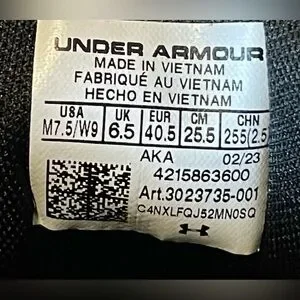 UNDER ARMOUR
MADE IN VIETNAM
FABRIQUÉ AU VIETNAM
HECHO EN VIETNAM
USA UK EUR CM CHN
M7.5/W9 6.5 40.5 25.5 255(2.5)
AKA 02/23
4215863600
Art.3023735-001
C4NXLFQJ52MN0SQ